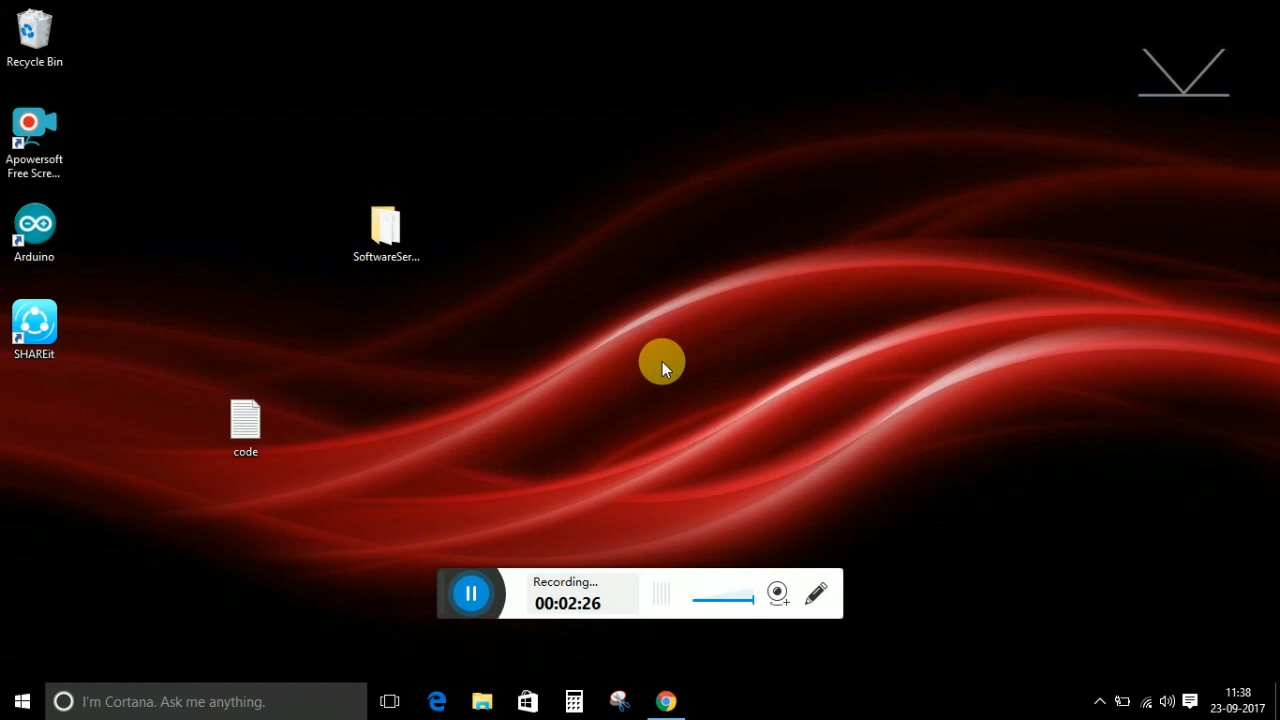 Recycle Bin
Apowersoft
Free Scre...
Arduino
SoftwareSer...
SHAREit
code
Recording...
00:02:26
I'm Cortana. Ask me anything.
11:38
23-09-2017